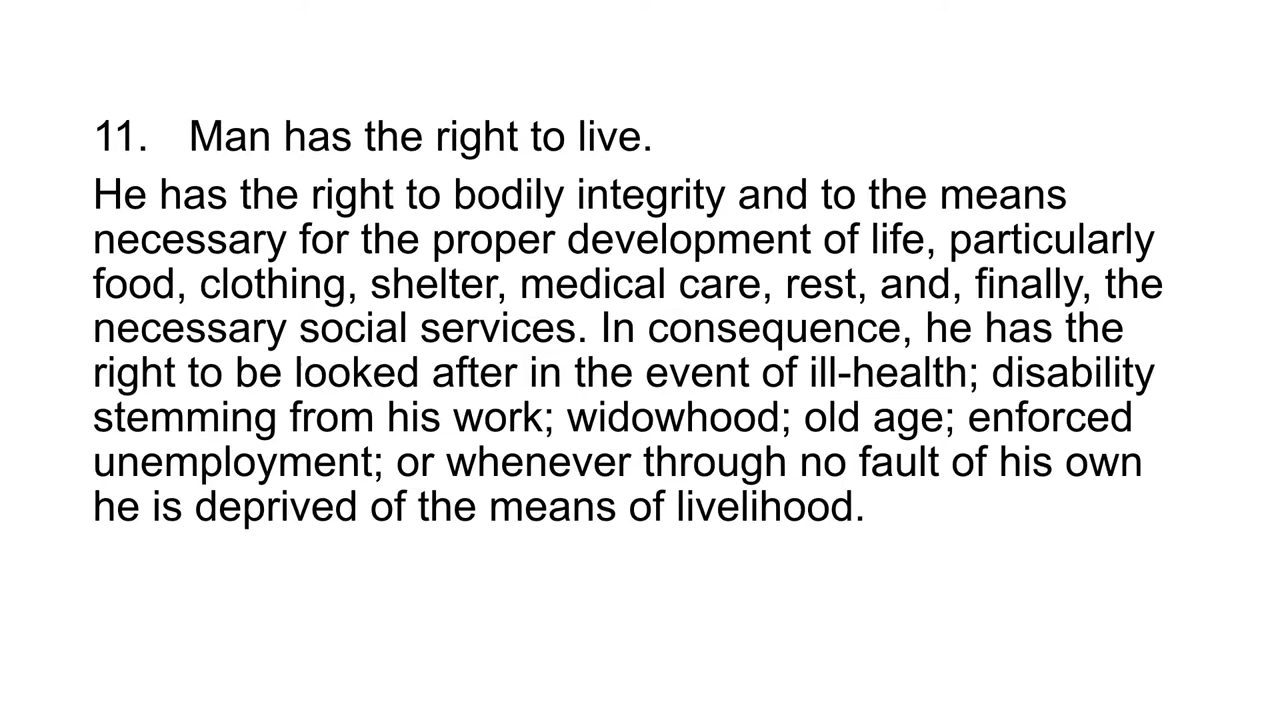 11. Man has the right to live.
He has the right to bodily integrity and to the means
necessary for the proper development of life, particularly
food, clothing, shelter, medical care, rest, and, finally, the
necessary social services. In consequence, he has the
right to be looked after in the event of ill-health; disability
stemming from his work; widowhood; old age; enforced
unemployment; or whenever through no fault of his own
he is deprived of the means of livelihood.